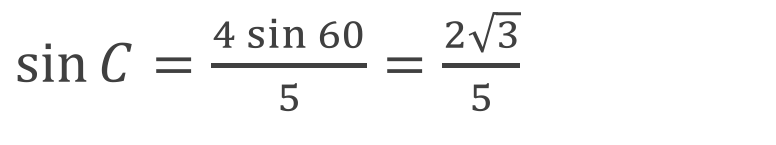 sin C = 4 sin 60 / 5 = 2√3 / 5